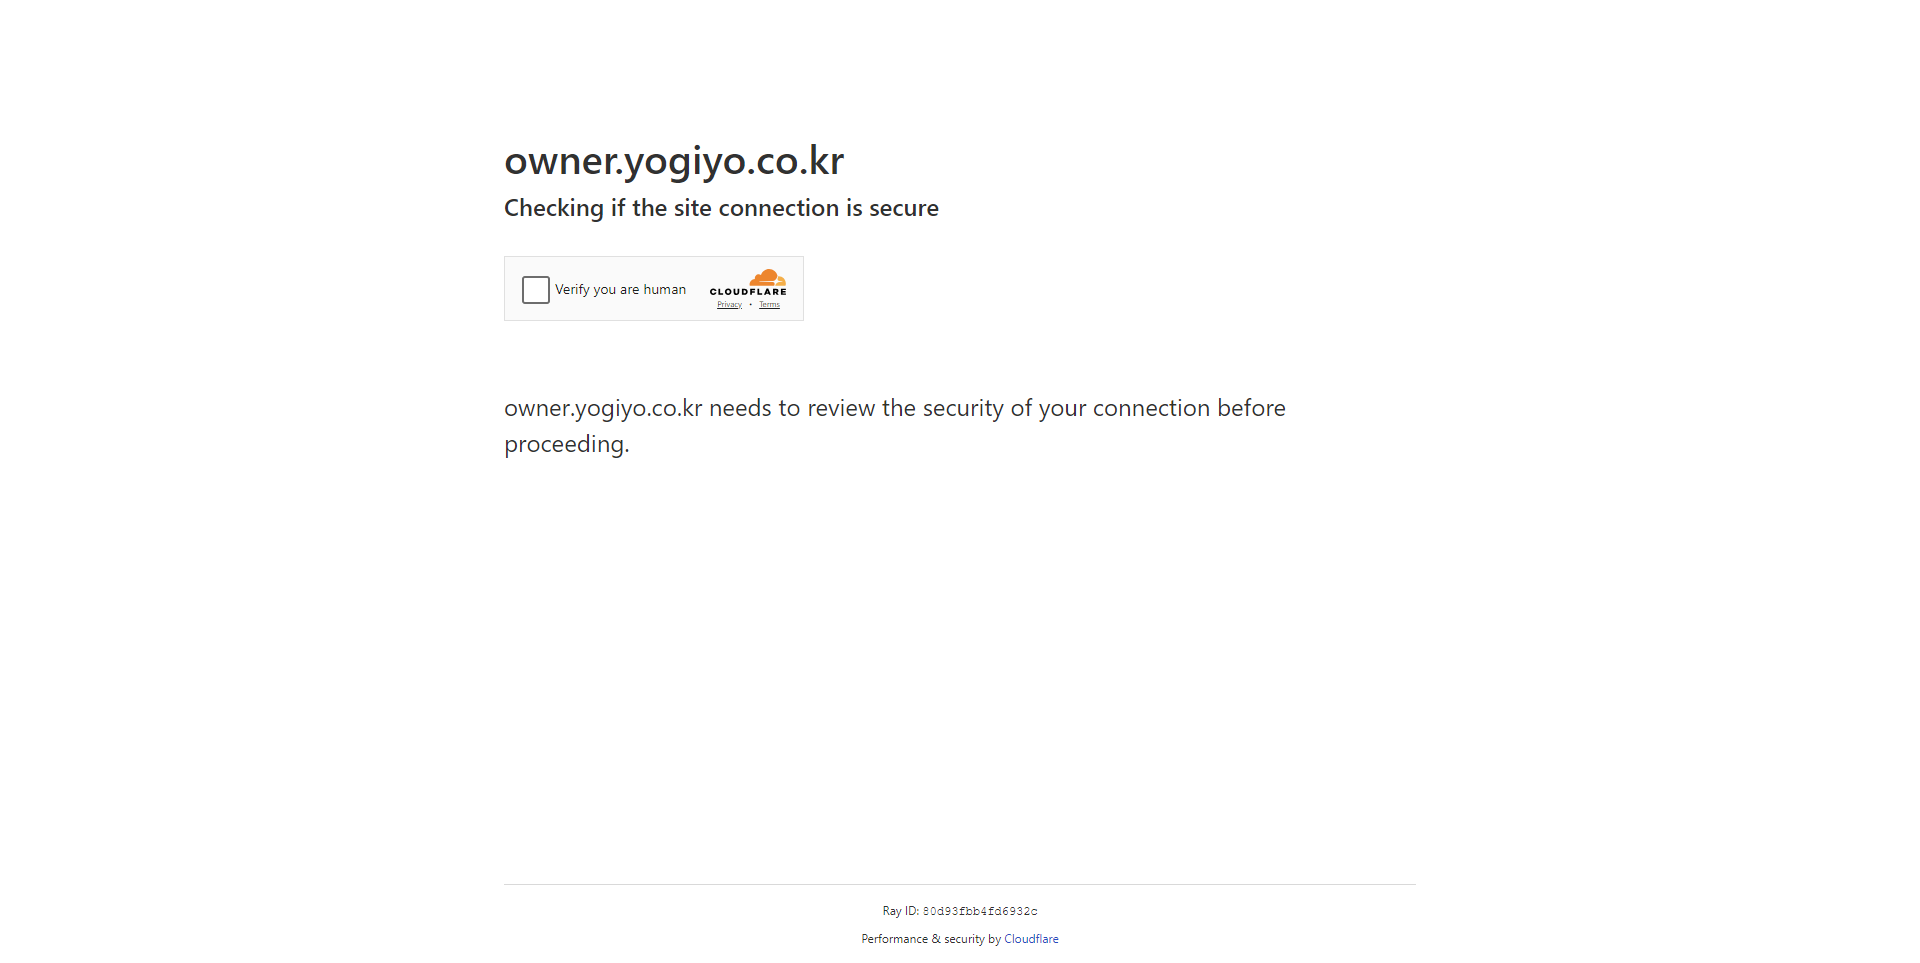 owner.yogiyo.co.kr
Checking if the site connection is secure
Verify you are human
CLOUDFLARE
Privacy • Terms
owner.yogiyo.co.kr needs to review the security of your connection before
proceeding.
Ray ID: 80d93fbb4fd6932c
Performance & security by Cloudflare